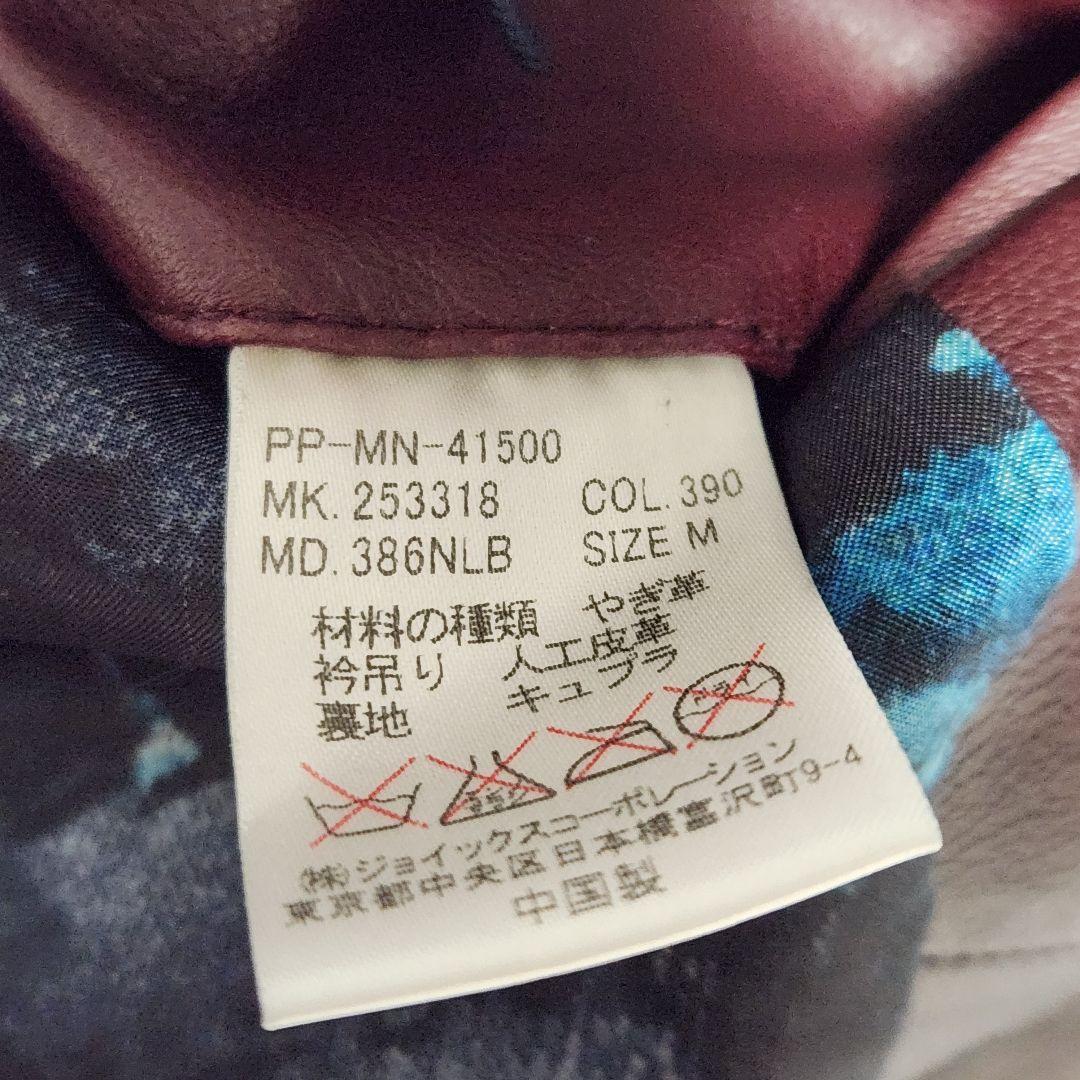 PP-MN-41500
MK. 253318 COL. 390
MD. 386NLB SIZE M
材料の種類 やぎ革
衿吊り 人工皮革
裏地 キュプラ
(株)ジョイックスコーポレーション
東京都中央区日本橋富沢町9-4
中国製